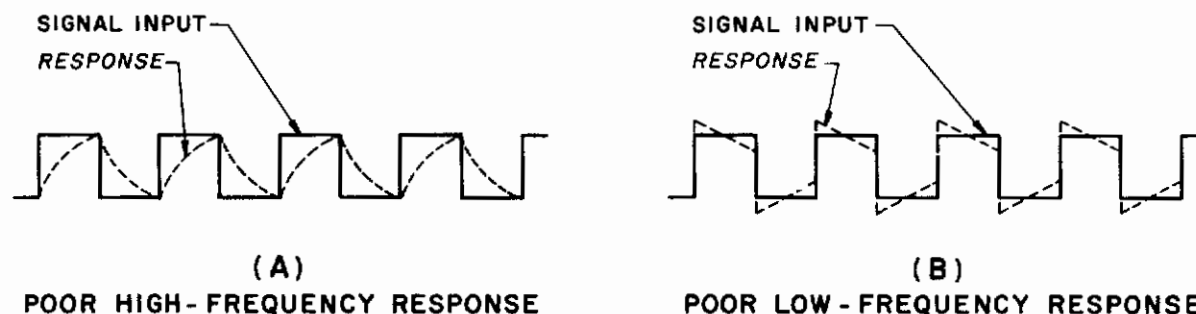 SIGNAL INPUT
RESPONSE
(A)
POOR HIGH-FREQUENCY RESPONSE
SIGNAL INPUT
RESPONSE
(B)
POOR LOW-FREQUENCY RESPONSE